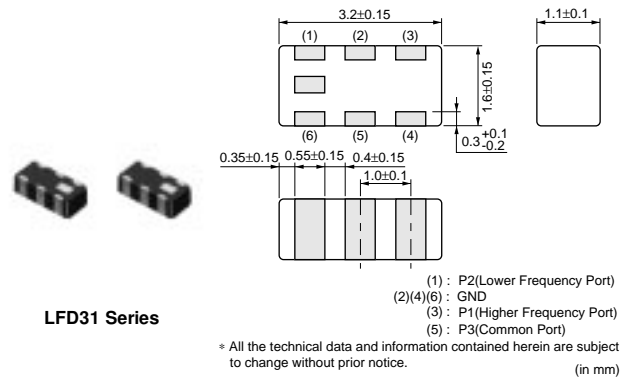 3.2±0.15
1.1±0.1
(1) (2) (3)
1.6±0.15
(6) (5) (4)
0.3 +0.1 -0.2
0.35±0.15 0.55±0.15 0.4±0.15
1.0±0.1
(1) : P2(Lower Frequency Port)
(2)(4)(6) : GND
(3) : P1(Higher Frequency Port)
(5) : P3(Common Port)
LFD31 Series
* All the technical data and information contained herein are subject
to change without prior notice.
(in mm)